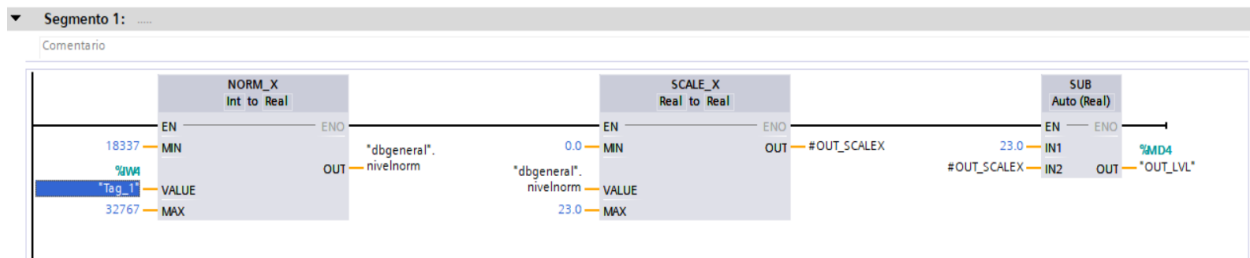 Segmento 1: .....
Comentario
NORM_X
Int to Real
EN ENO
18337 MIN
%IW4
"Tag_1" VALUE
32767 MAX
OUT "dbgeneral".
nivelnorm
SCALE_X
Real to Real
EN ENO
0.0 MIN
"dbgeneral".
nivelnorm VALUE
23.0 MAX
OUT #OUT_SCALEX
SUB
Auto (Real)
EN ENO
23.0 IN1
#OUT_SCALEX IN2
%MD4
OUT "OUT_LVL"